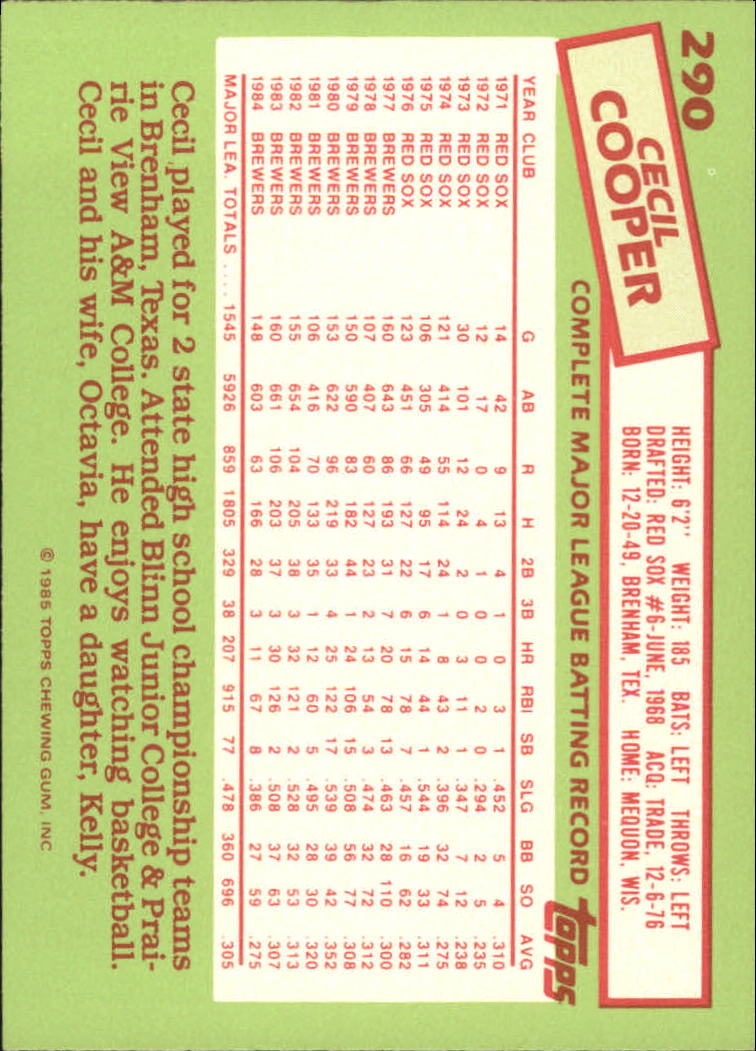 290
CECIL
COOPER
HEIGHT: 6'2" WEIGHT: 185 BATS: LEFT THROWS: LEFT
DRAFTED: RED SOX #6-JUNE, 1968 ACQ: TRADE, 12-6-76
BORN: 12-20-49, BRENHAM, TEX. HOME: MEQUON, WIS.
COMPLETE MAJOR LEAGUE BATTING RECORD
topps
YEAR CLUB G AB R H 2B 3B HR RBI SB SLG BB SO AVG
1971 RED SOX 14 42 9 13 4 1 0 3 1 .452 5 4 .310
1972 RED SOX 12 17 0 4 1 0 0 2 0 .294 2 5 .235
1973 RED SOX 30 101 12 24 2 0 3 11 1 .347 7 12 .238
1974 RED SOX 121 414 55 114 24 1 8 43 2 .396 32 74 .275
1975 RED SOX 106 305 49 95 17 6 14 44 1 .544 19 33 .311
1976 RED SOX 123 451 66 127 22 6 15 78 7 .457 16 62 .282
1977 BREWERS 160 643 86 193 31 7 20 78 13 .463 28 110 .300
1978 BREWERS 107 407 60 127 23 2 13 54 3 .474 32 72 .312
1979 BREWERS 150 590 83 182 44 1 24 106 15 .508 56 77 .308
1980 BREWERS 153 622 96 219 33 4 25 122 17 .539 39 42 .352
1981 BREWERS 106 416 70 133 35 1 12 60 5 .495 28 30 .320
1982 BREWERS 155 654 104 205 38 3 32 121 2 .528 32 53 .313
1983 BREWERS 160 661 106 203 37 3 30 126 2 .508 37 63 .307
1984 BREWERS 148 603 63 166 28 3 11 67 8 .386 27 59 .275
MAJOR LEA. TOTALS .... 1545 5926 859 1805 329 38 207 915 77 .478 360 696 .305
Cecil played for 2 state high school championship teams
in Brenham, Texas. Attended Blinn Junior College & Prai-
rie View A&M College. He enjoys watching basketball.
Cecil and his wife, Octavia, have a daughter, Kelly.
© 1985 TOPPS CHEWING GUM, INC